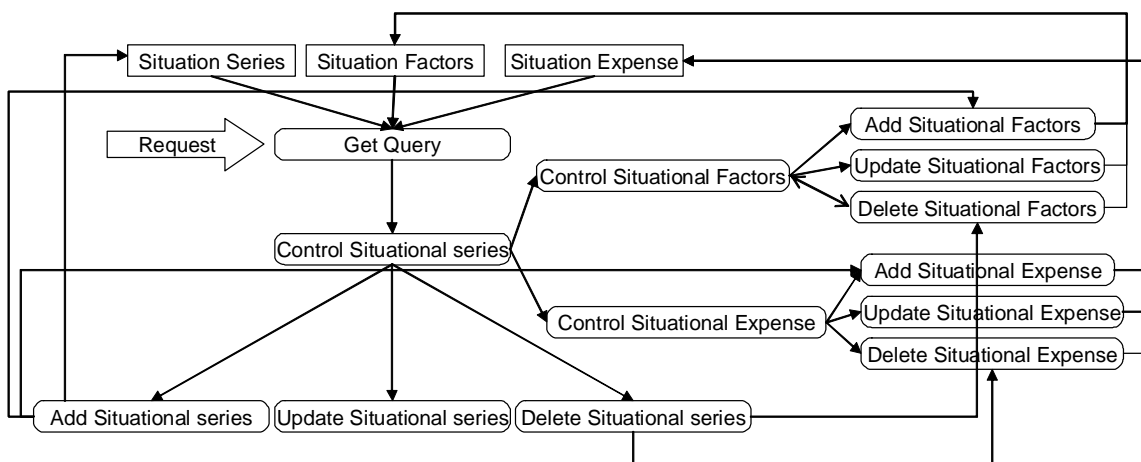 Situation Series
Situation Factors
Situation Expense
Request
Get Query
Add Situational Factors
Control Situational Factors
Update Situational Factors
Delete Situational Factors
Control Situational series
Add Situational Expense
Control Situational Expense
Update Situational Expense
Delete Situational Expense
Add Situational series
Update Situational series
Delete Situational series